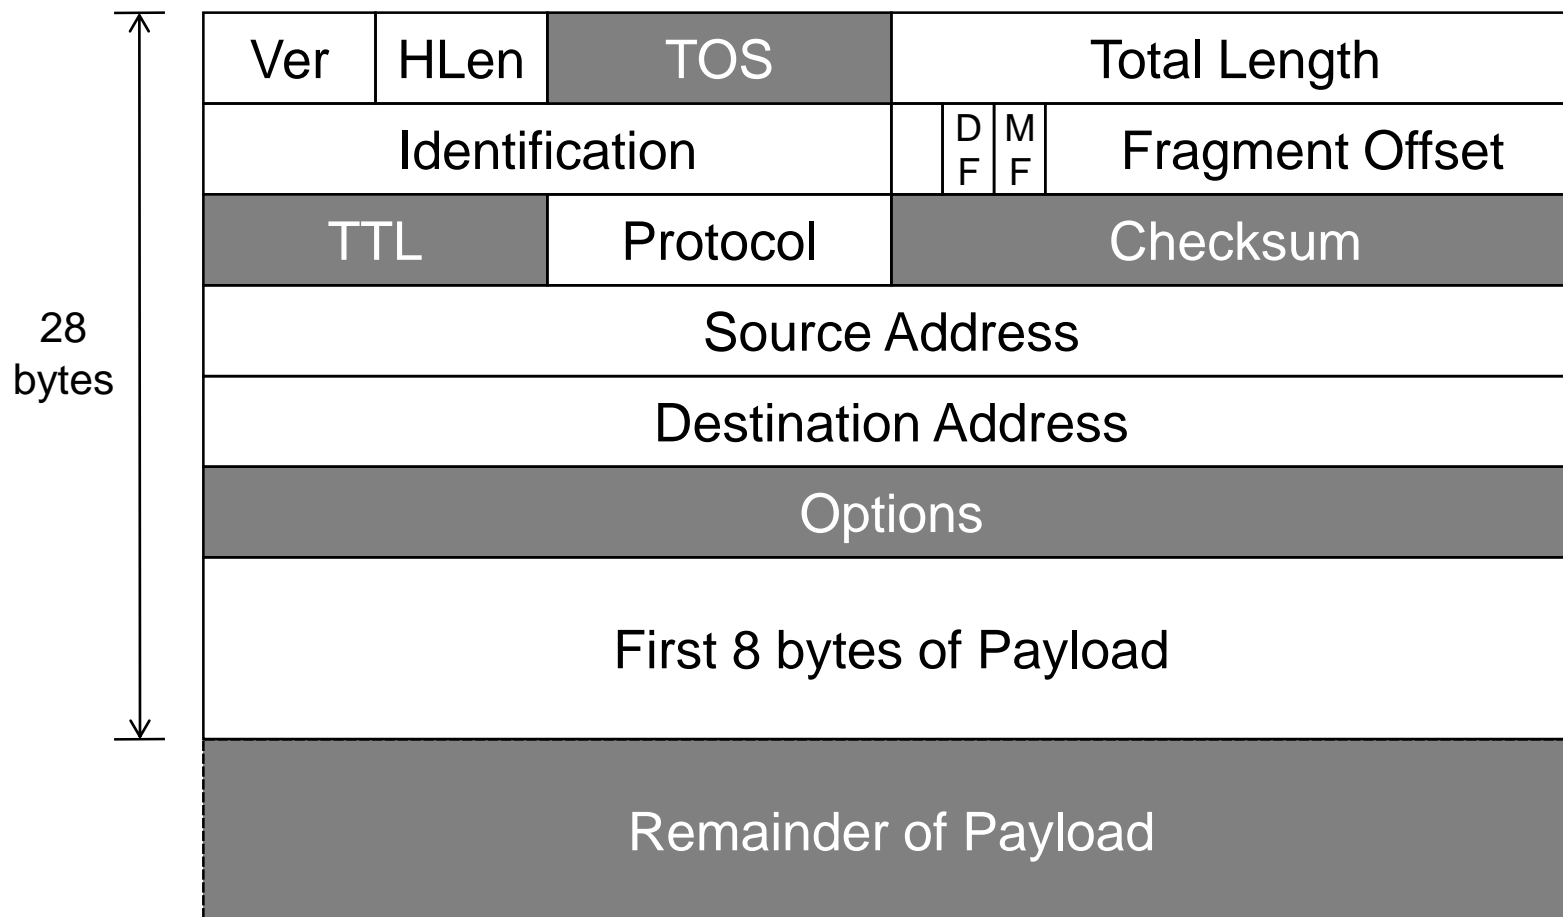 Ver HLen TOS Total Length
Identification D F M F Fragment Offset
TTL Protocol Checksum
28 bytes
Source Address
Destination Address
Options
First 8 bytes of Payload
Remainder of Payload